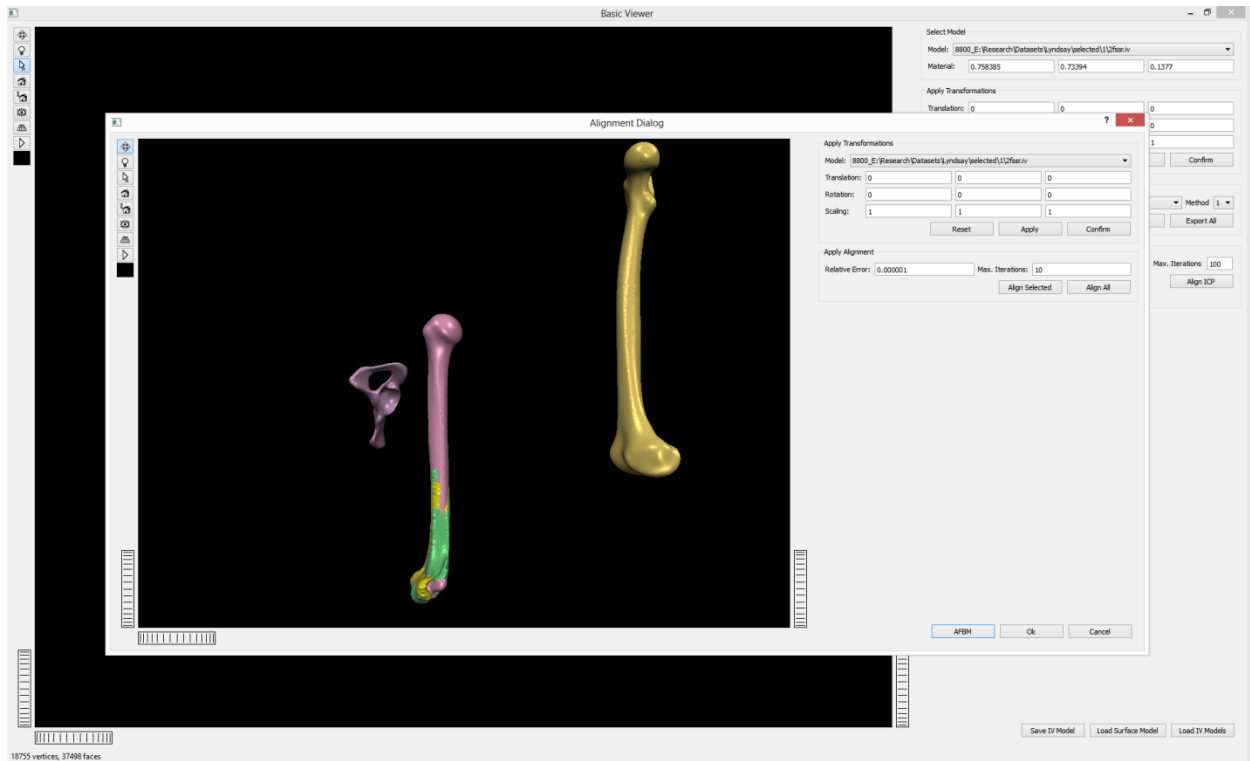 Basic Viewer
Select Model
Model: 8800_E:\Research\Datasets\Lyndsay\selected\1\2fssr.iv
Material: 0.758385 0.73394 0.1377
Apply Transformations
Translation: 0 0 0
0
1
Confirm
Method 1
Export All
Max. Iterations 100
Align ICP
Alignment Dialog
?
Apply Transformations
Model: 8800_E:\Research\Datasets\Lyndsay\selected\1\2fssr.iv
Translation: 0 0 0
Rotation: 0 0 0
Scaling: 1 1 1
Reset Apply Confirm
Apply Alignment
Relative Error: 0.000001 Max. Iterations: 10
Align Selected Align All
AFBM Ok Cancel
Save IV Model Load Surface Model Load IV Models
18755 vertices, 37498 faces